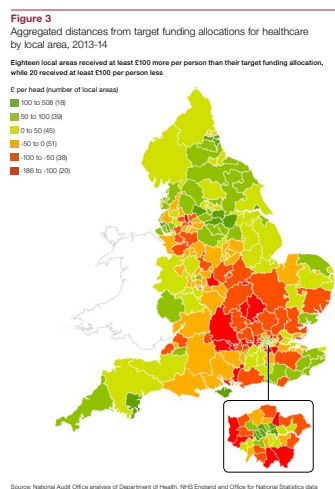 Figure 3
Aggregated distances from target funding allocations for healthcare
by local area, 2013-14
Eighteen local areas received at least £100 more per person than their target funding allocation,
while 20 received at least £100 per person less
£ per head (number of local areas)
100 to 508 (18)
50 to 100 (39)
0 to 50 (45)
-50 to 0 (51)
-100 to -50 (38)
-186 to -100 (20)
Source: National Audit Office analysis of Department of Health, NHS England and Office for National Statistics data